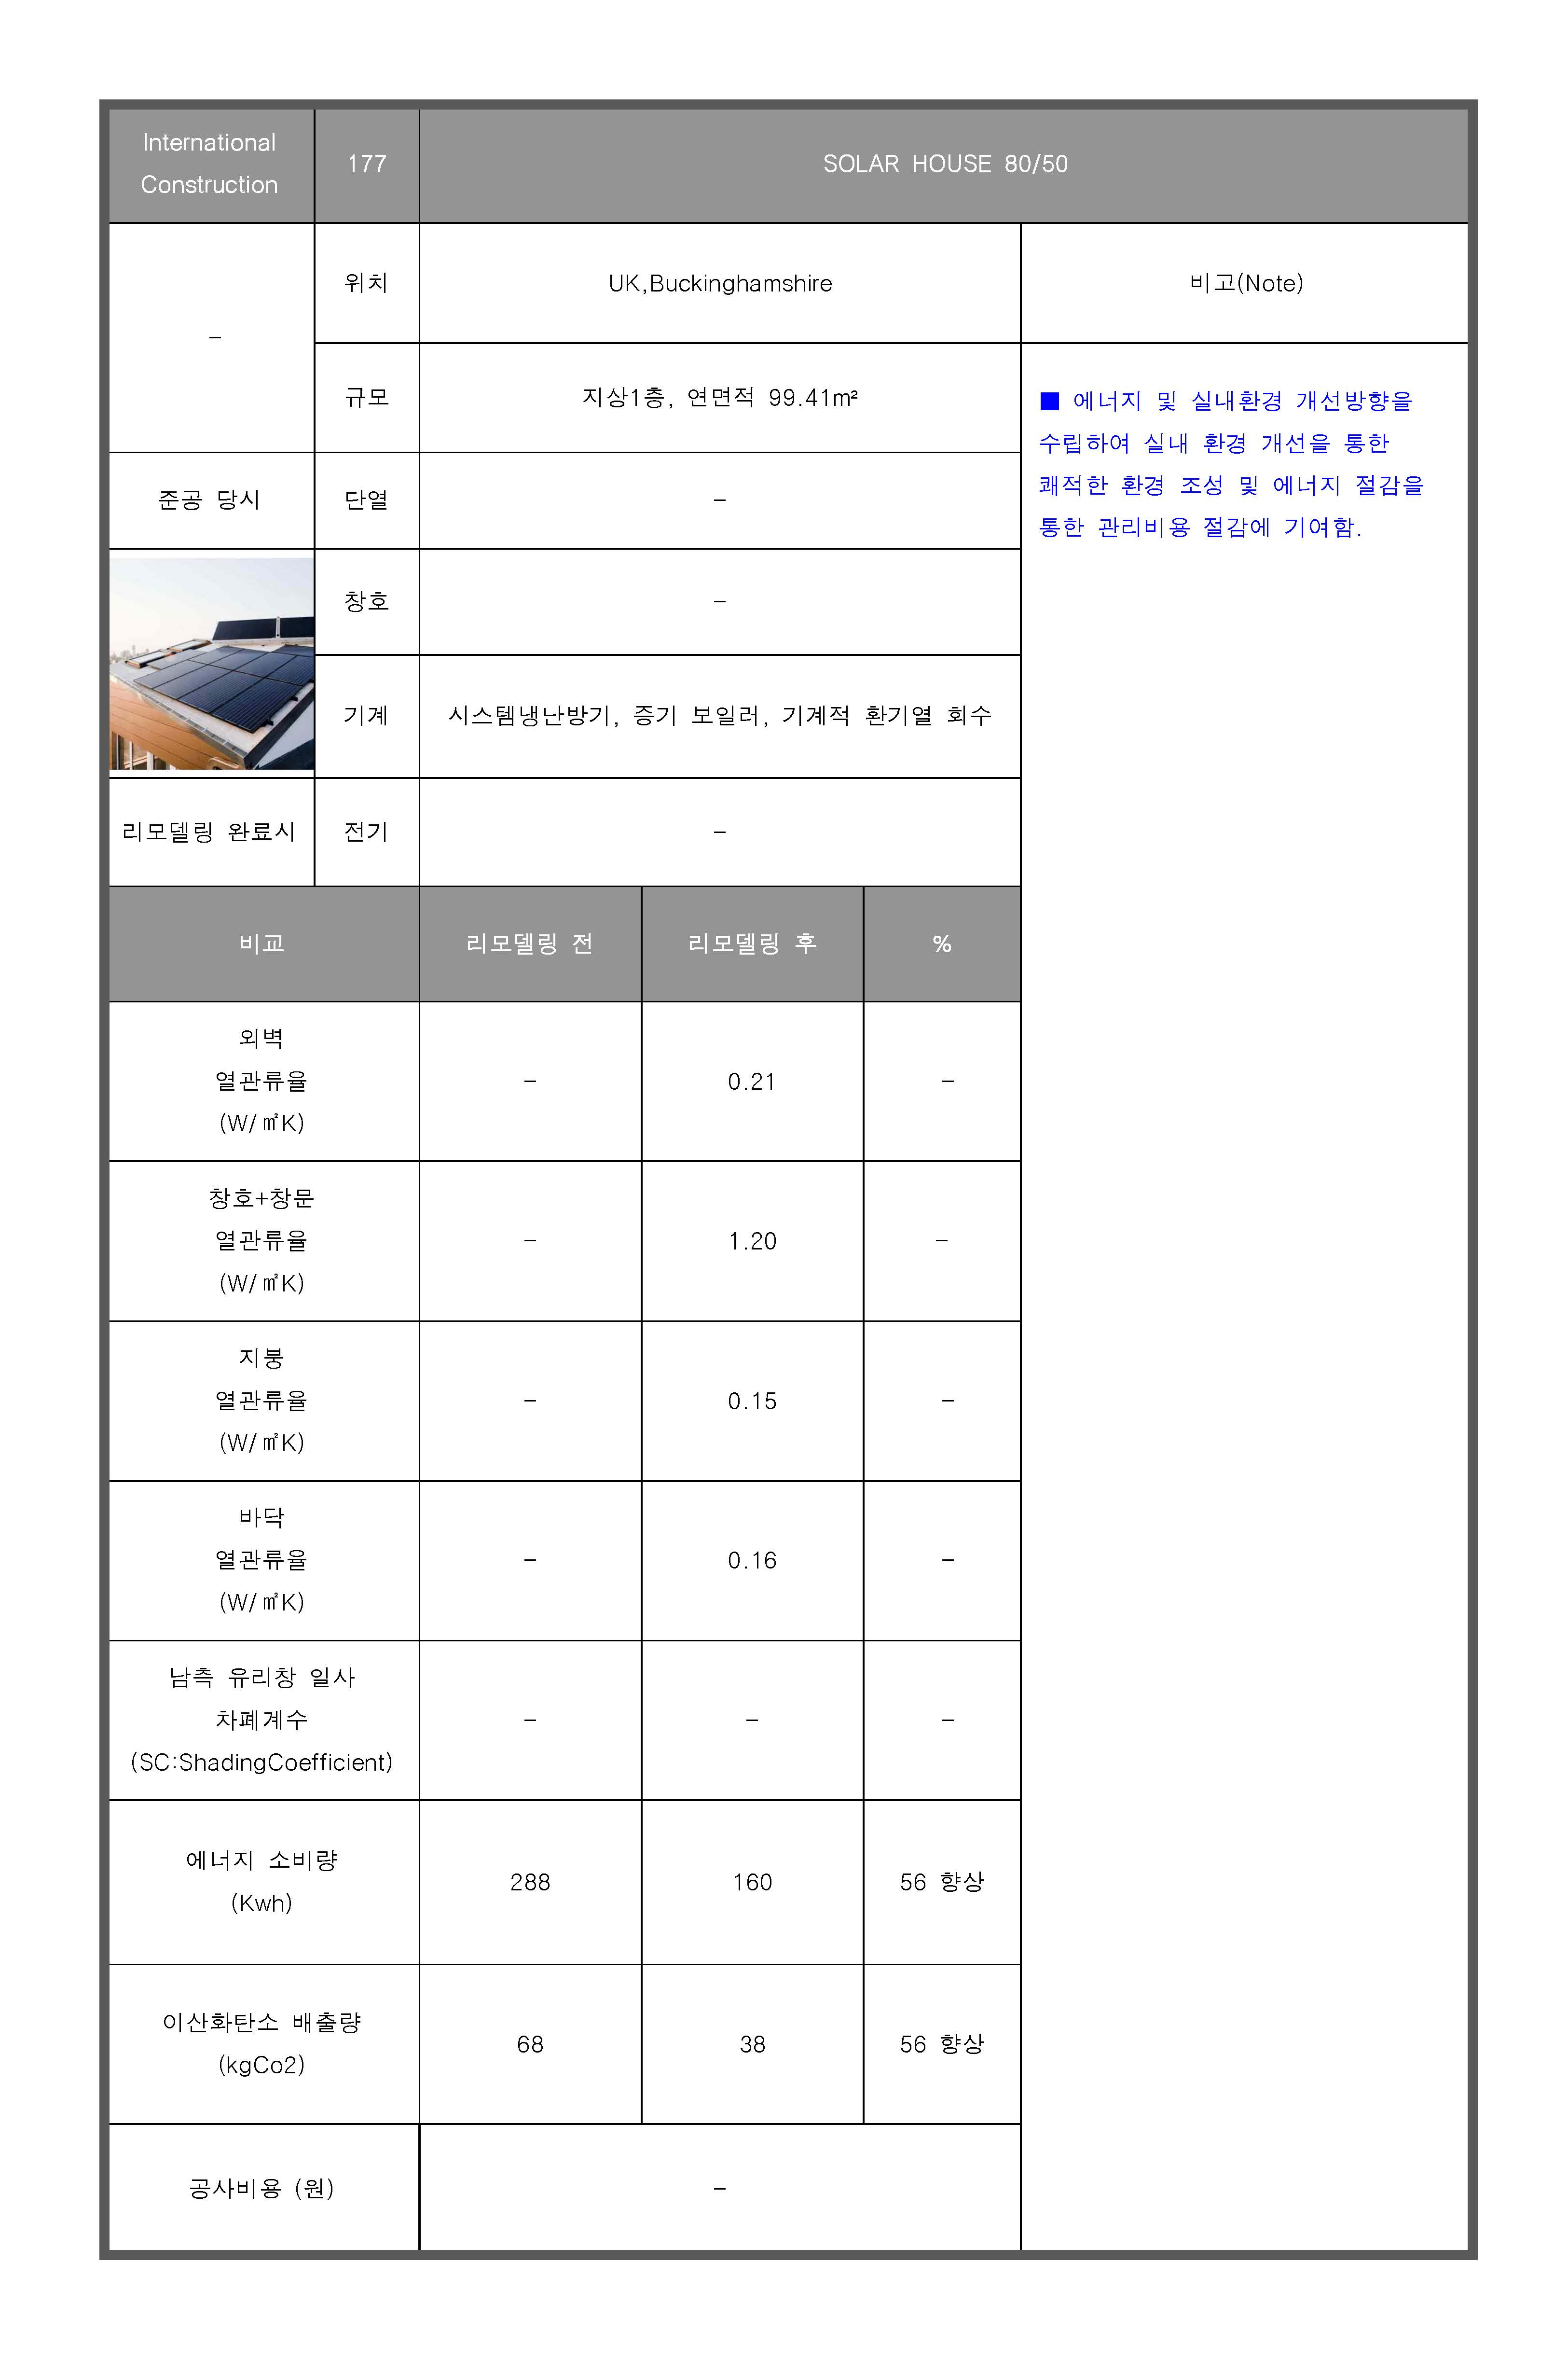 International
Construction
177
SOLAR HOUSE 80/50
–
위치
UK,Buckinghamshire
비고(Note)
규모
지상1층, 연면적 99.41m²
■ 에너지 및 실내환경 개선방향을
수립하여 실내 환경 개선을 통한
쾌적한 환경 조성 및 에너지 절감을
통한 관리비용 절감에 기여함.
준공 당시
단열
–
창호
–
기계
시스템냉난방기, 증기 보일러, 기계적 환기열 회수
리모델링 완료시
전기
–
비교
리모델링 전
리모델링 후
%
외벽
열관류율
(W/㎡K)
–
0.21
–
창호+창문
열관류율
(W/㎡K)
–
1.20
–
지붕
열관류율
(W/㎡K)
–
0.15
–
바닥
열관류율
(W/㎡K)
–
0.16
–
남측 유리창 일사
차폐계수
(SC:ShadingCoefficient)
–
–
–
에너지 소비량
(Kwh)
288
160
56 향상
이산화탄소 배출량
(kgCo2)
68
38
56 향상
공사비용 (원)
–